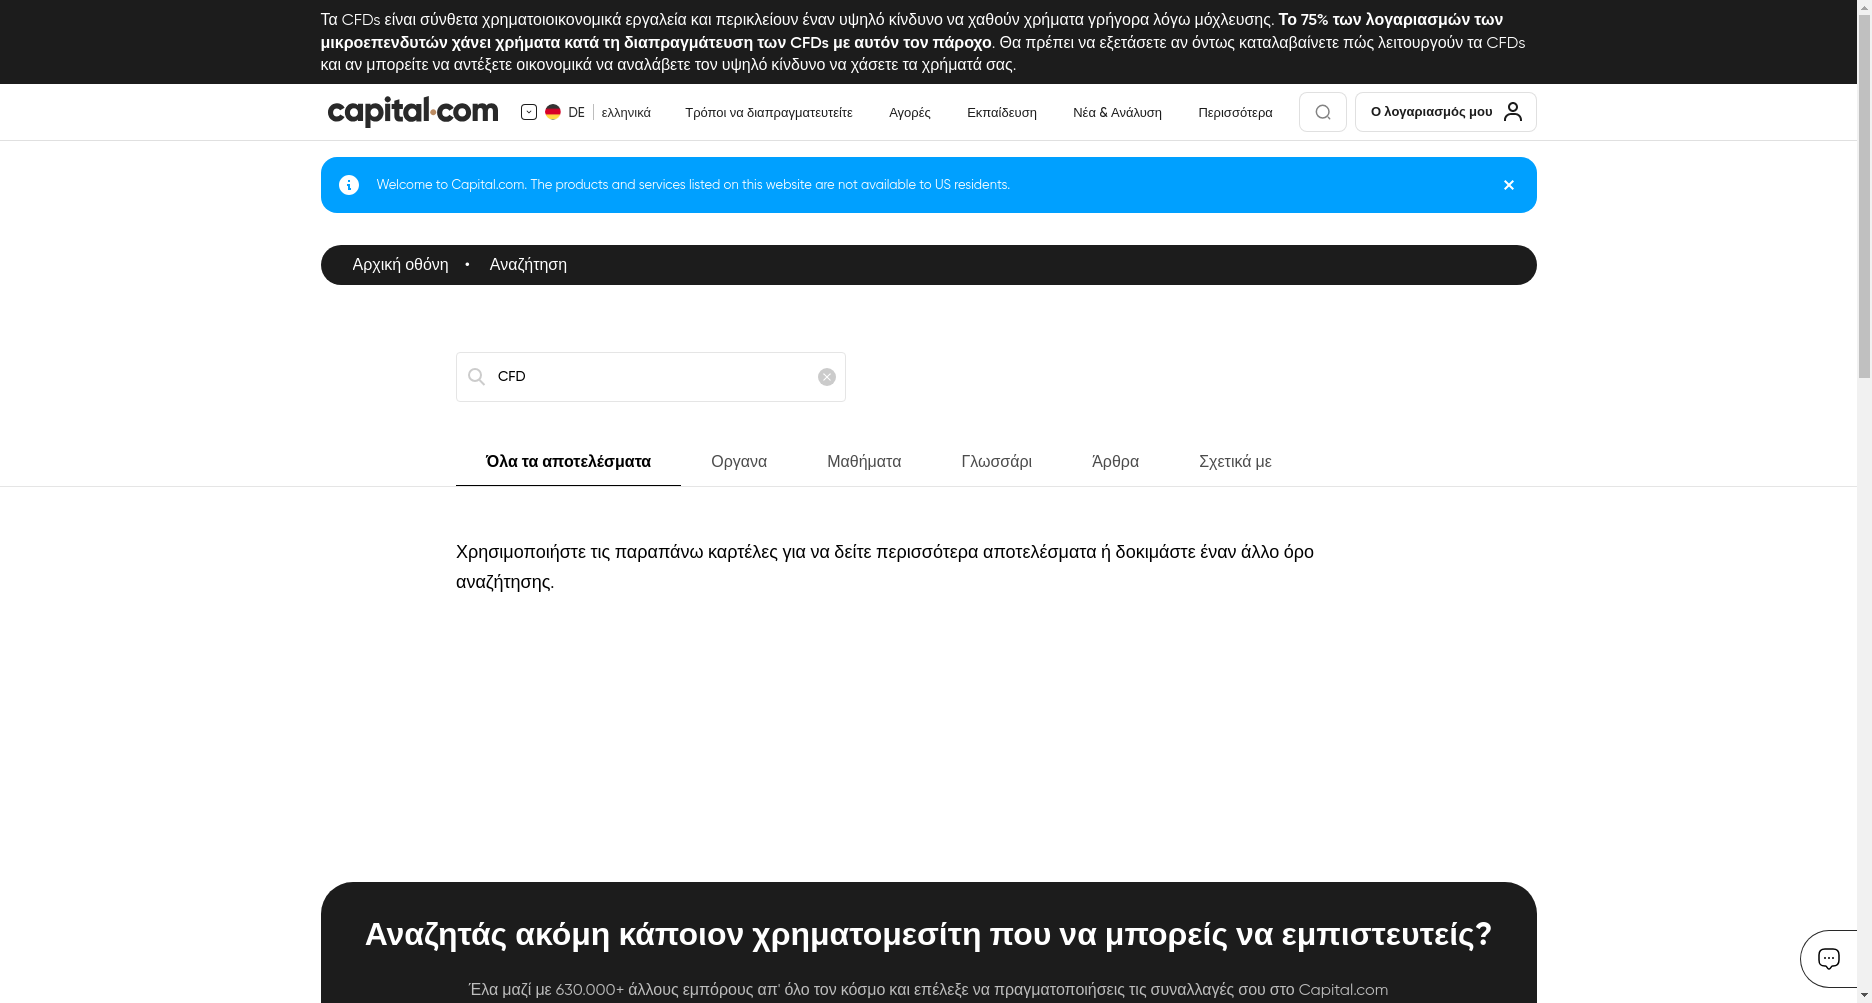 Τα CFDs είναι σύνθετα χρηματοιοικονομικά εργαλεία και περικλείουν έναν υψηλό κίνδυνο να χαθούν χρήματα γρήγορα λόγω μόχλευσης. Το 75% των λογαριασμών των
μικροεπενδυτών χάνει χρήματα κατά τη διαπραγμάτευση των CFDs με αυτόν τον πάροχο. Θα πρέπει να εξετάσετε αν όντως καταλαβαίνετε πώς λειτουργούν τα CFDs
και αν μπορείτε να αντέξετε οικονομικά να αναλάβετε τον υψηλό κίνδυνο να χάσετε τα χρήματά σας.
capital.com DE ελληνικά Τρόποι να διαπραγματευτείτε Αγορές Εκπαίδευση Νέα & Ανάλυση Περισσότερα Ο λογαριασμός μου
Welcome to Capital.com. The products and services listed on this website are not available to US residents.
Αρχική οθόνη • Αναζήτηση
CFD
Όλα τα αποτελέσματα Οργανα Μαθήματα Γλωσσάρι Άρθρα Σχετικά με
Χρησιμοποιήστε τις παραπάνω καρτέλες για να δείτε περισσότερα αποτελέσματα ή δοκιμάστε έναν άλλο όρο
αναζήτησης.
Αναζητάς ακόμη κάποιον χρηματομεσίτη που να μπορείς να εμπιστευτείς?
Έλα μαζί με 630.000+ άλλους εμπόρους απ' όλο τον κόσμο και επέλεξε να πραγματοποιήσεις τις συναλλαγές σου στο Capital.com